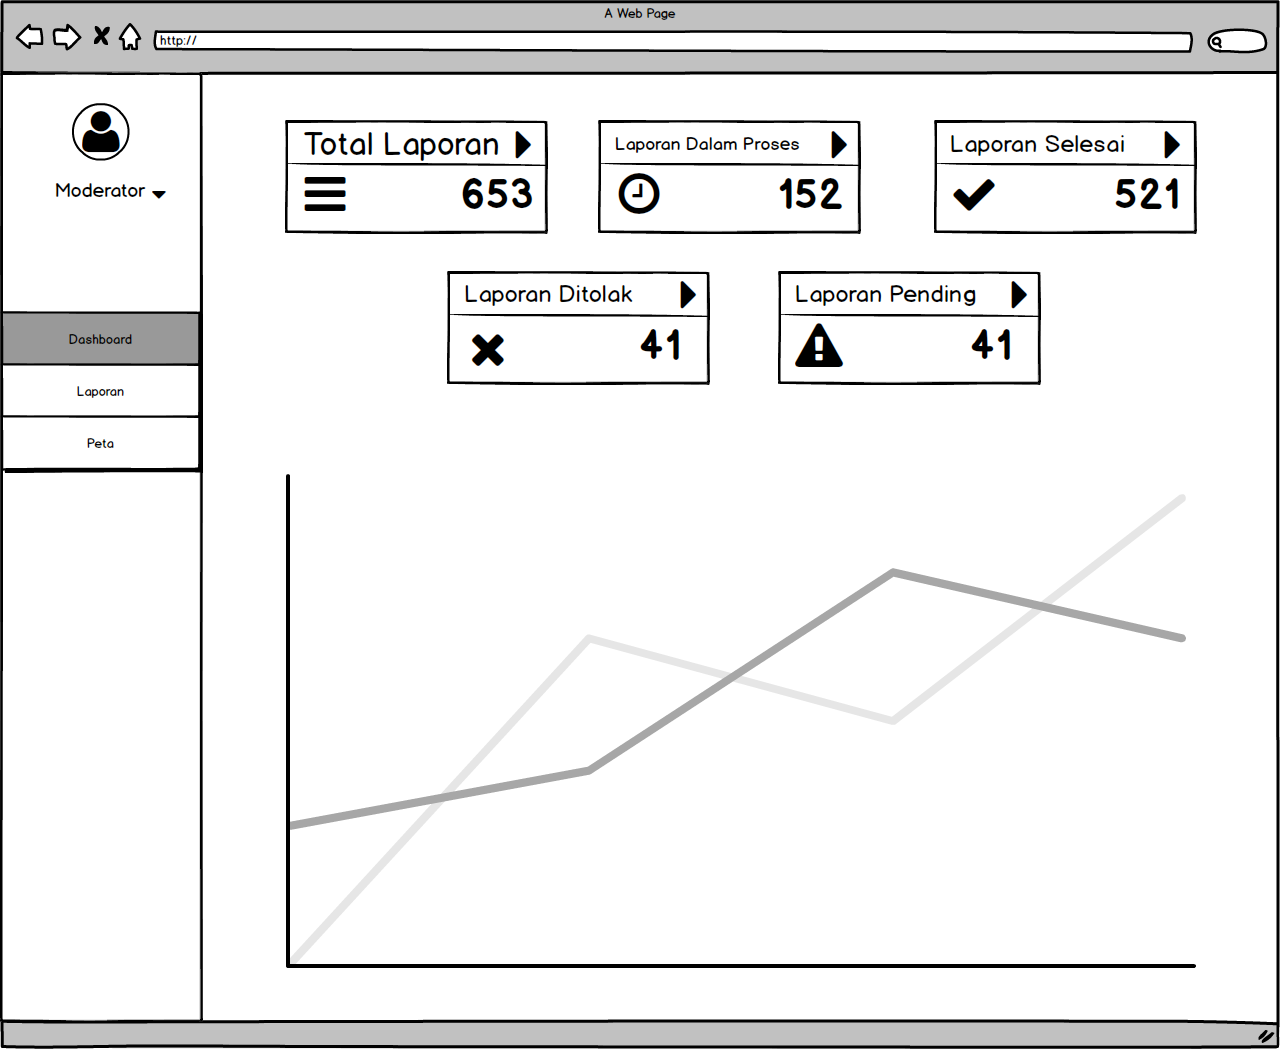 A Web Page
http://
Moderator
Dashboard
Laporan
Peta
Total Laporan
653
Laporan Dalam Proses
152
Laporan Selesai
521
Laporan Ditolak
41
Laporan Pending
41